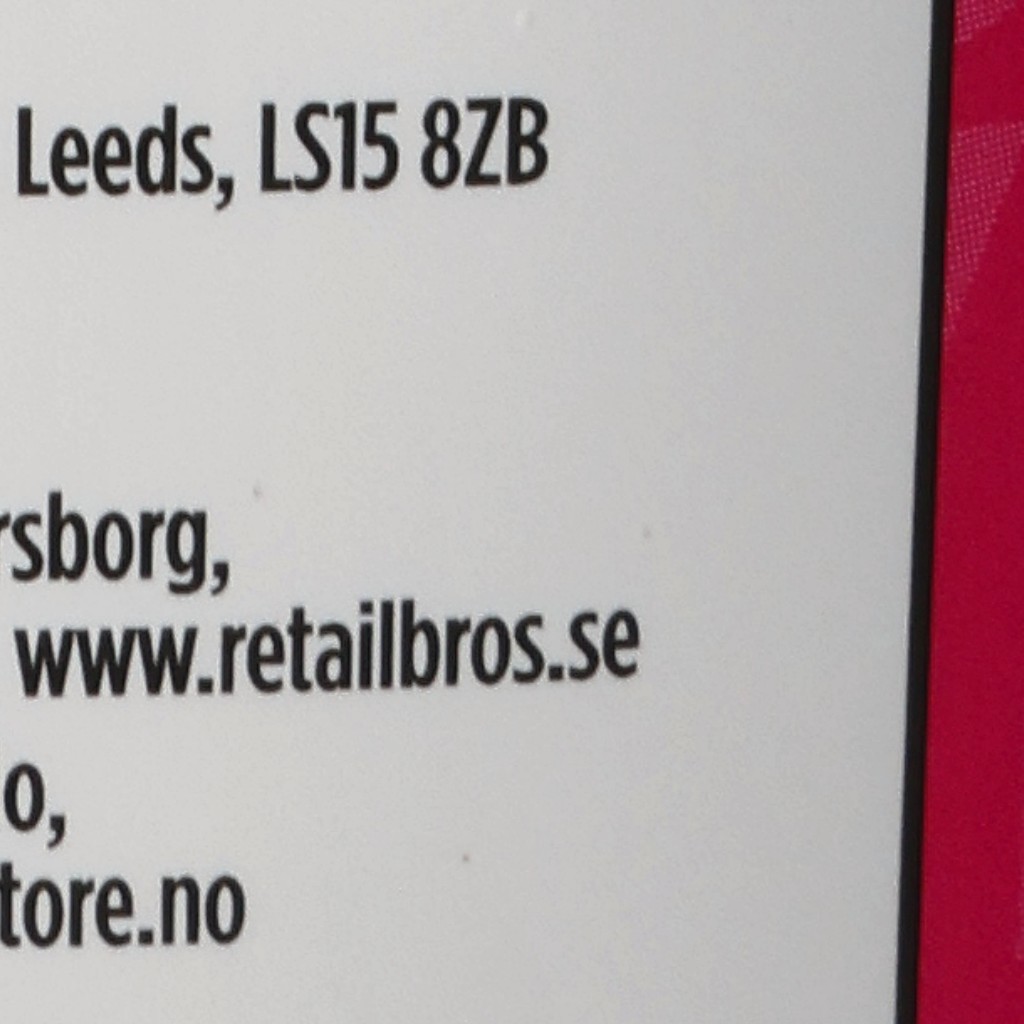 Leeds, LS15 8ZB
rsborg,
www.retailbros.se
o,
tore.no